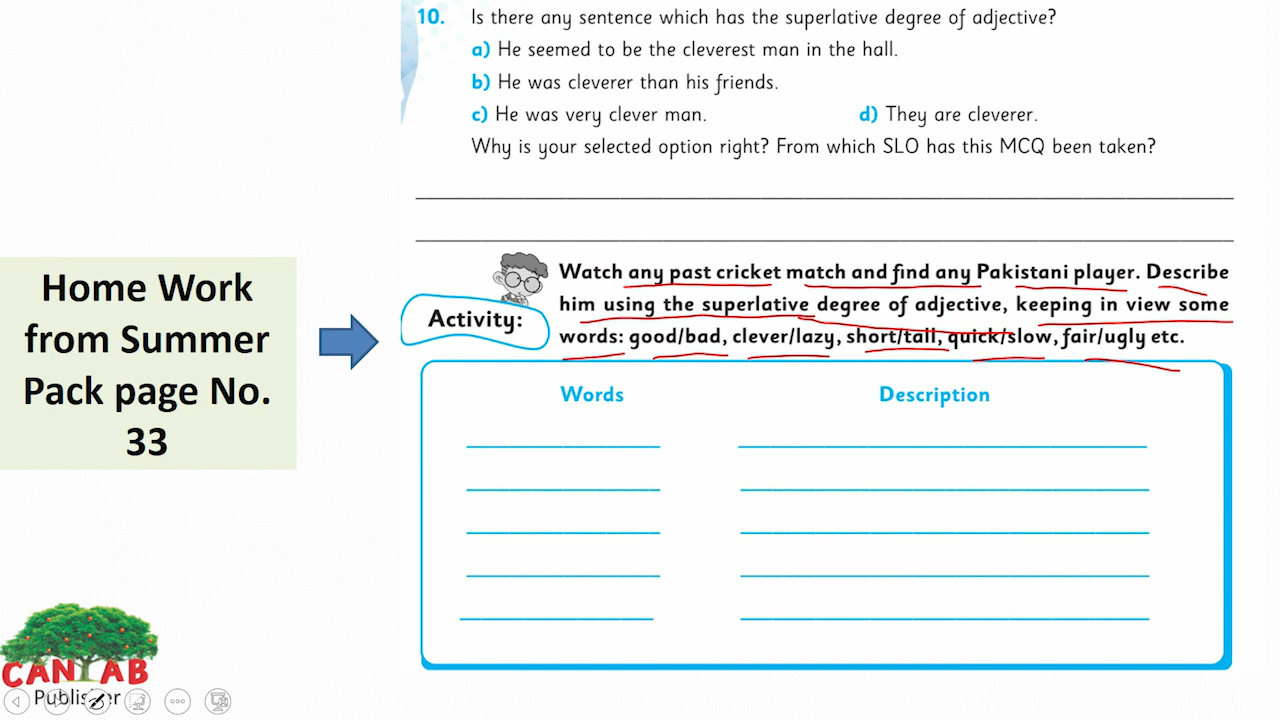 10. Is there any sentence which has the superlative degree of adjective?
a) He seemed to be the cleverest man in the hall.
b) He was cleverer than his friends.
c) He was very clever man. d) They are cleverer.
Why is your selected option right? From which SLO has this MCQ been taken?
Home Work
from Summer
Pack page No.
33
Activity:
Watch any past cricket match and find any Pakistani player. Describe
him using the superlative degree of adjective, keeping in view some
words: good/bad, clever/lazy, short/tall, quick/slow, fair/ugly etc.
Words Description
CANTAB
Publisher